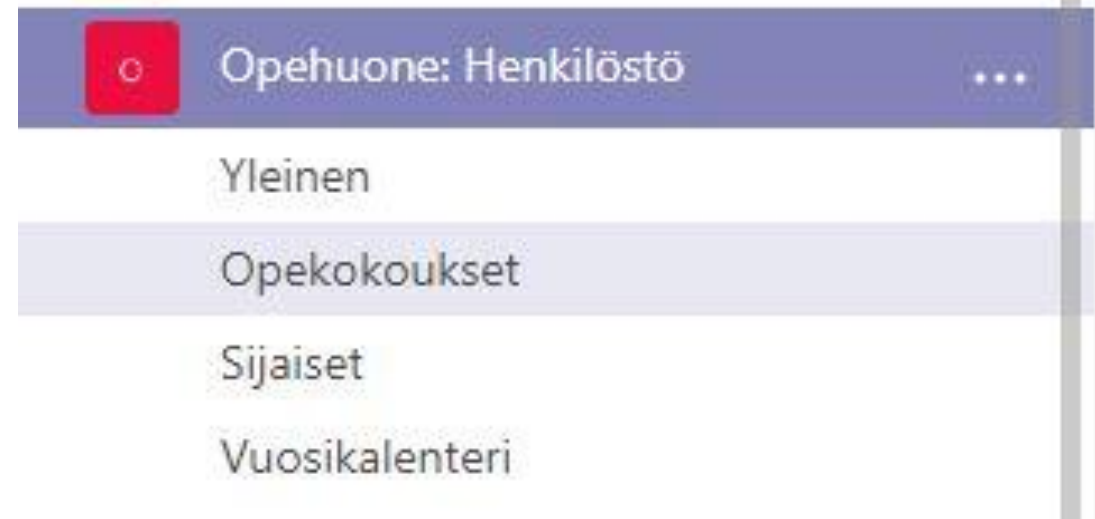 O Opehuone: Henkilöstö ...
Yleinen
Opekokoukset
Sijaiset
Vuosikalenteri